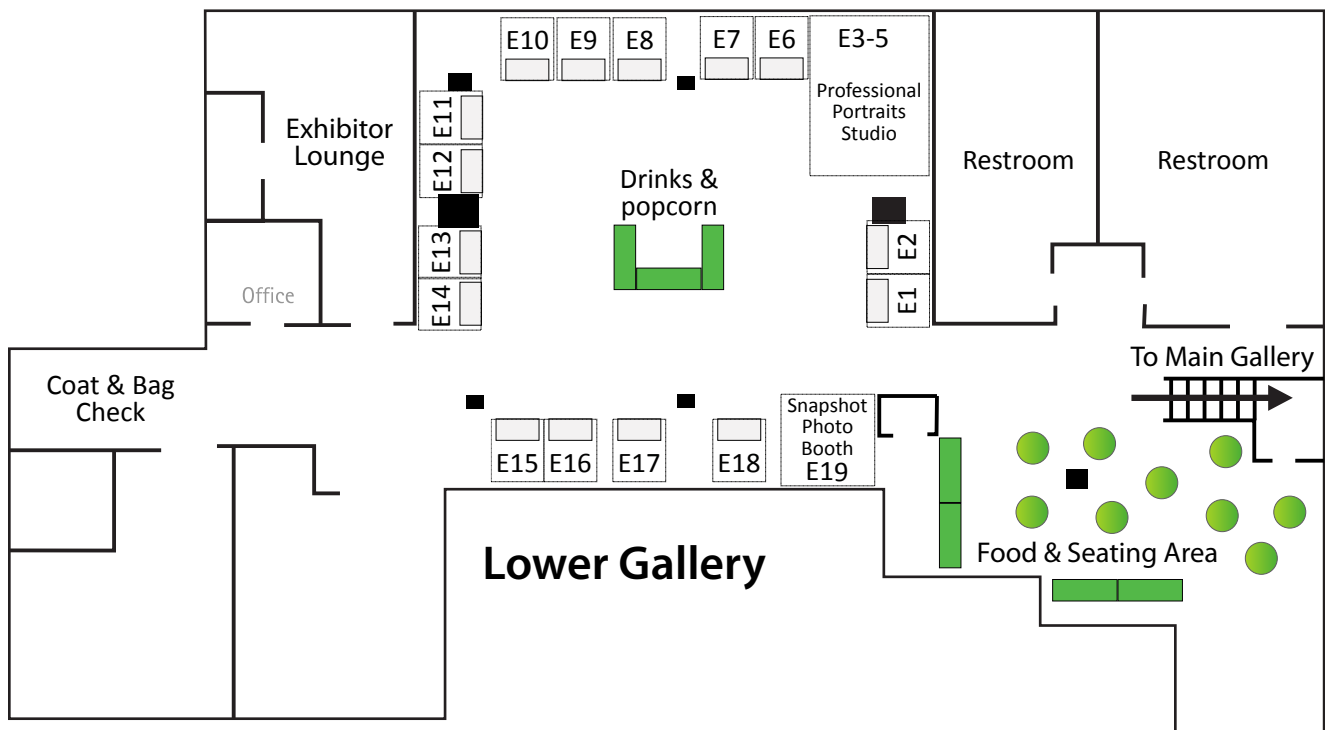 E10
E9
E8
E7
E6
E3-5
Professional
Portraits
Studio
E11
E12
E13
E14
Exhibitor
Lounge
Office
Drinks &
popcorn
E2
E1
Restroom
Restroom
To Main Gallery
Coat & Bag
Check
E15
E16
E17
E18
Snapshot
Photo
Booth
E19
Food & Seating Area
Lower Gallery